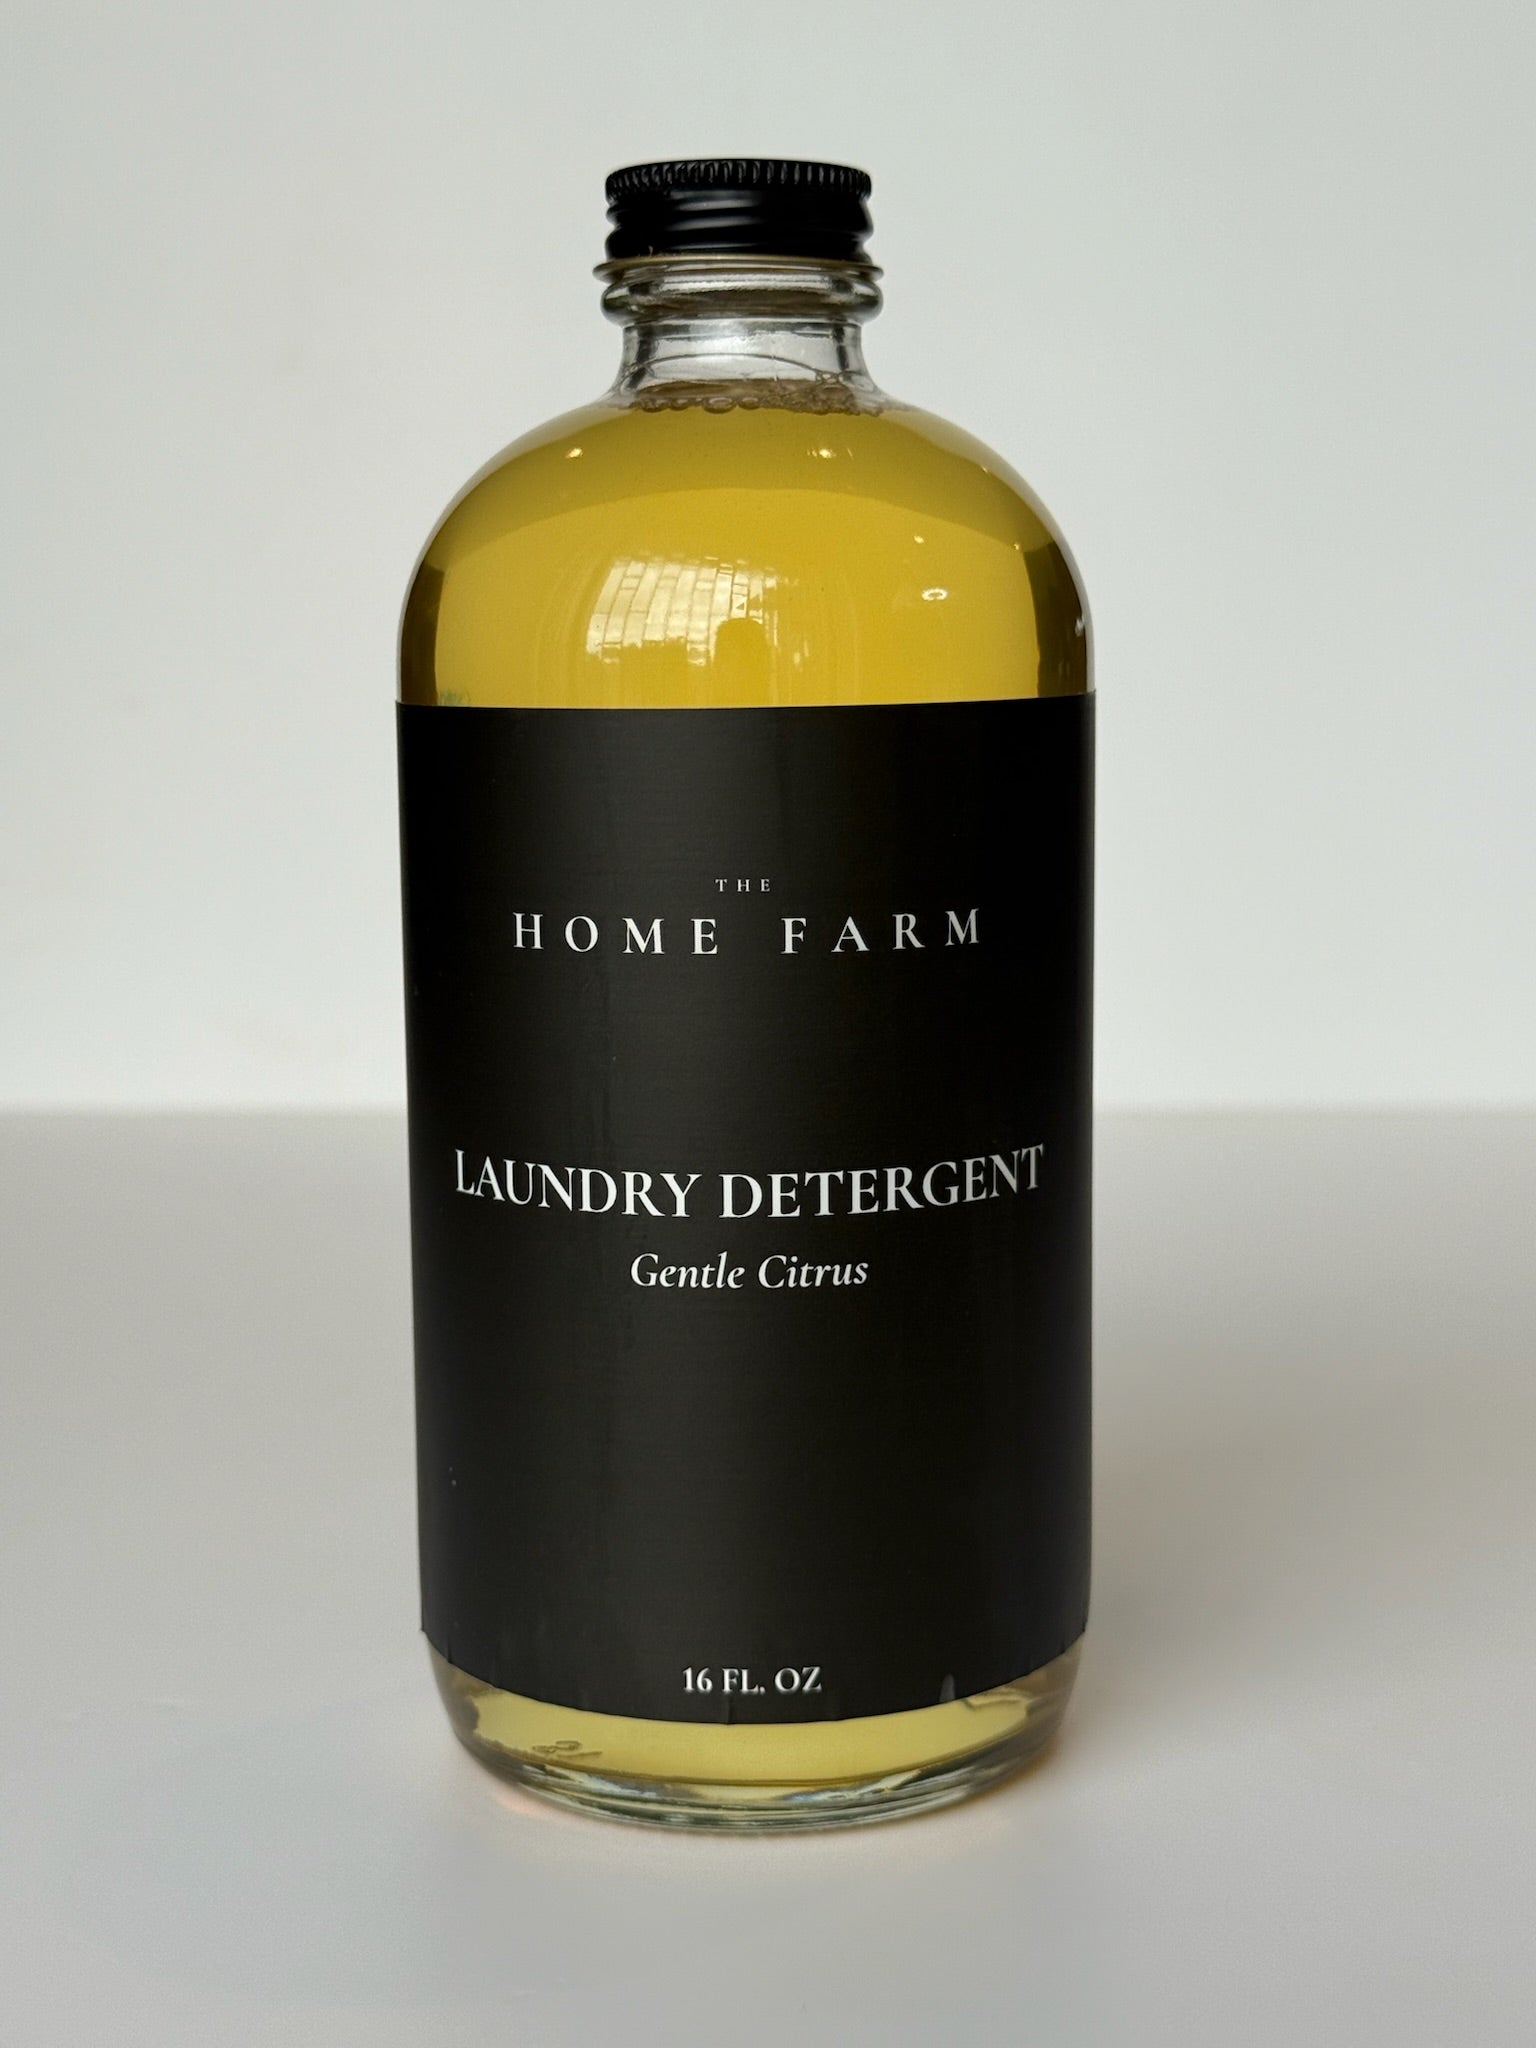 THE
HOME FARM
LAUNDRY DETERGENT
Gentle Citrus
16 FL. OZ